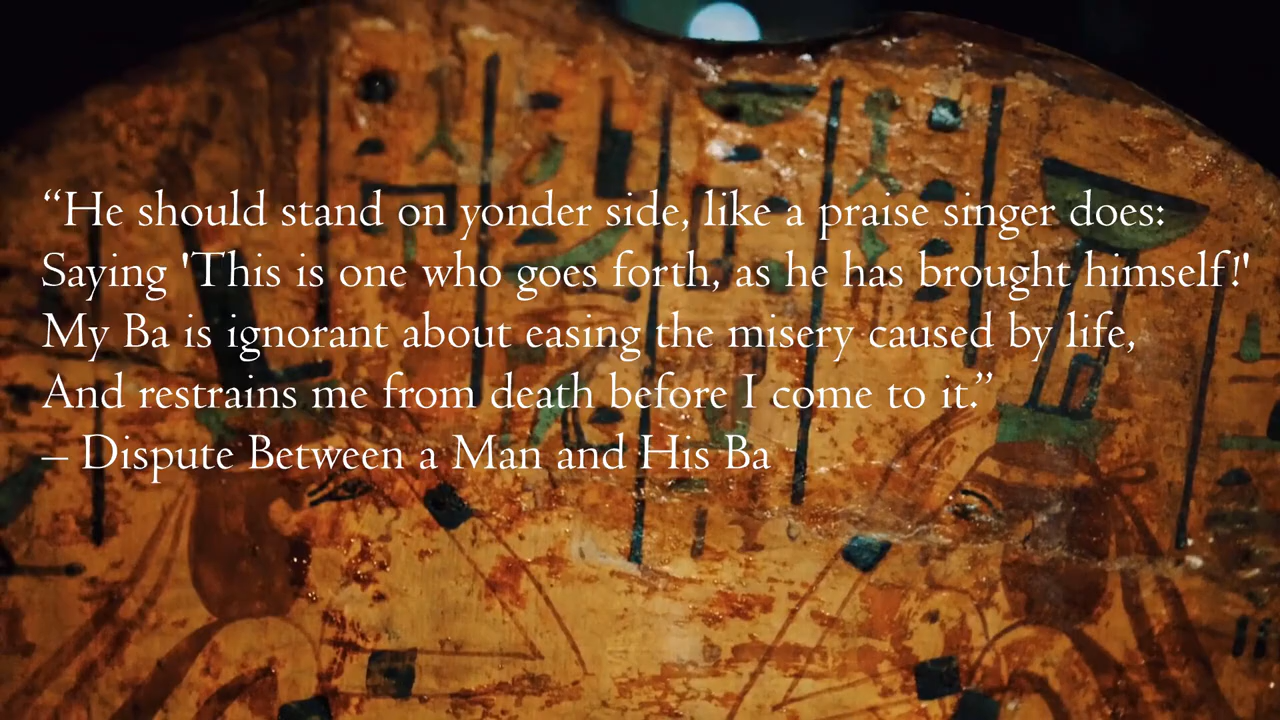 “He should stand on yonder side, like a praise singer does:
Saying 'This is one who goes forth, as he has brought himself!'
My Ba is ignorant about easing the misery caused by life,
And restrains me from death before I come to it.”
– Dispute Between a Man and His Ba